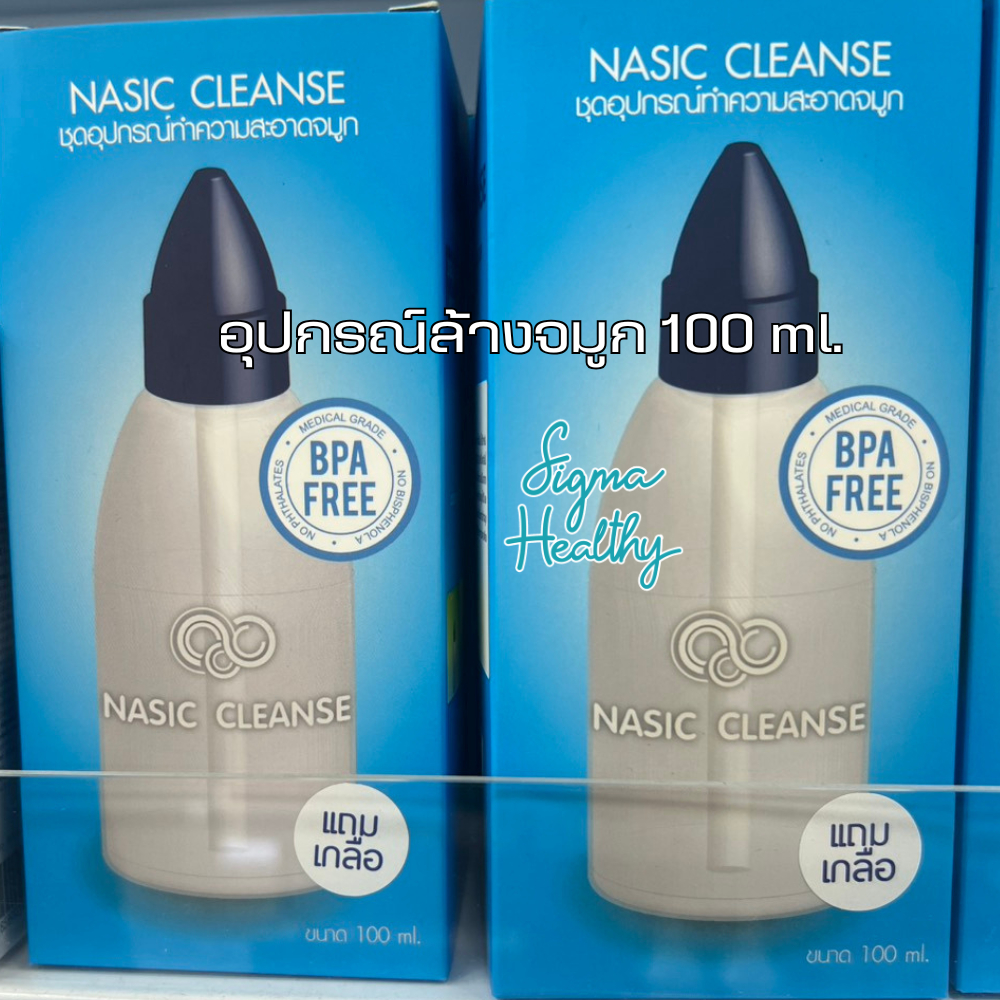 NASIC CLEANSE
ชุดอุปกรณ์ทำความสะอาดจมูก
MEDICAL GRADE
NO PHTHALATES
NO BISPHENOLA
BPA
FREE
NASIC CLEANSE
แถม
เกลือ
ขนาด 100 ml.
NASIC CLEANSE
ชุดอุปกรณ์ทำความสะอาดจมูก
MEDICAL GRADE
NO PHTHALATES
NO BISPHENOLA
BPA
FREE
NASIC CLEANSE
แถม
เกลือ
ขนาด 100 ml.
อุปกรณ์ล้างจมูก 100 ml.
Sigma
Healthy